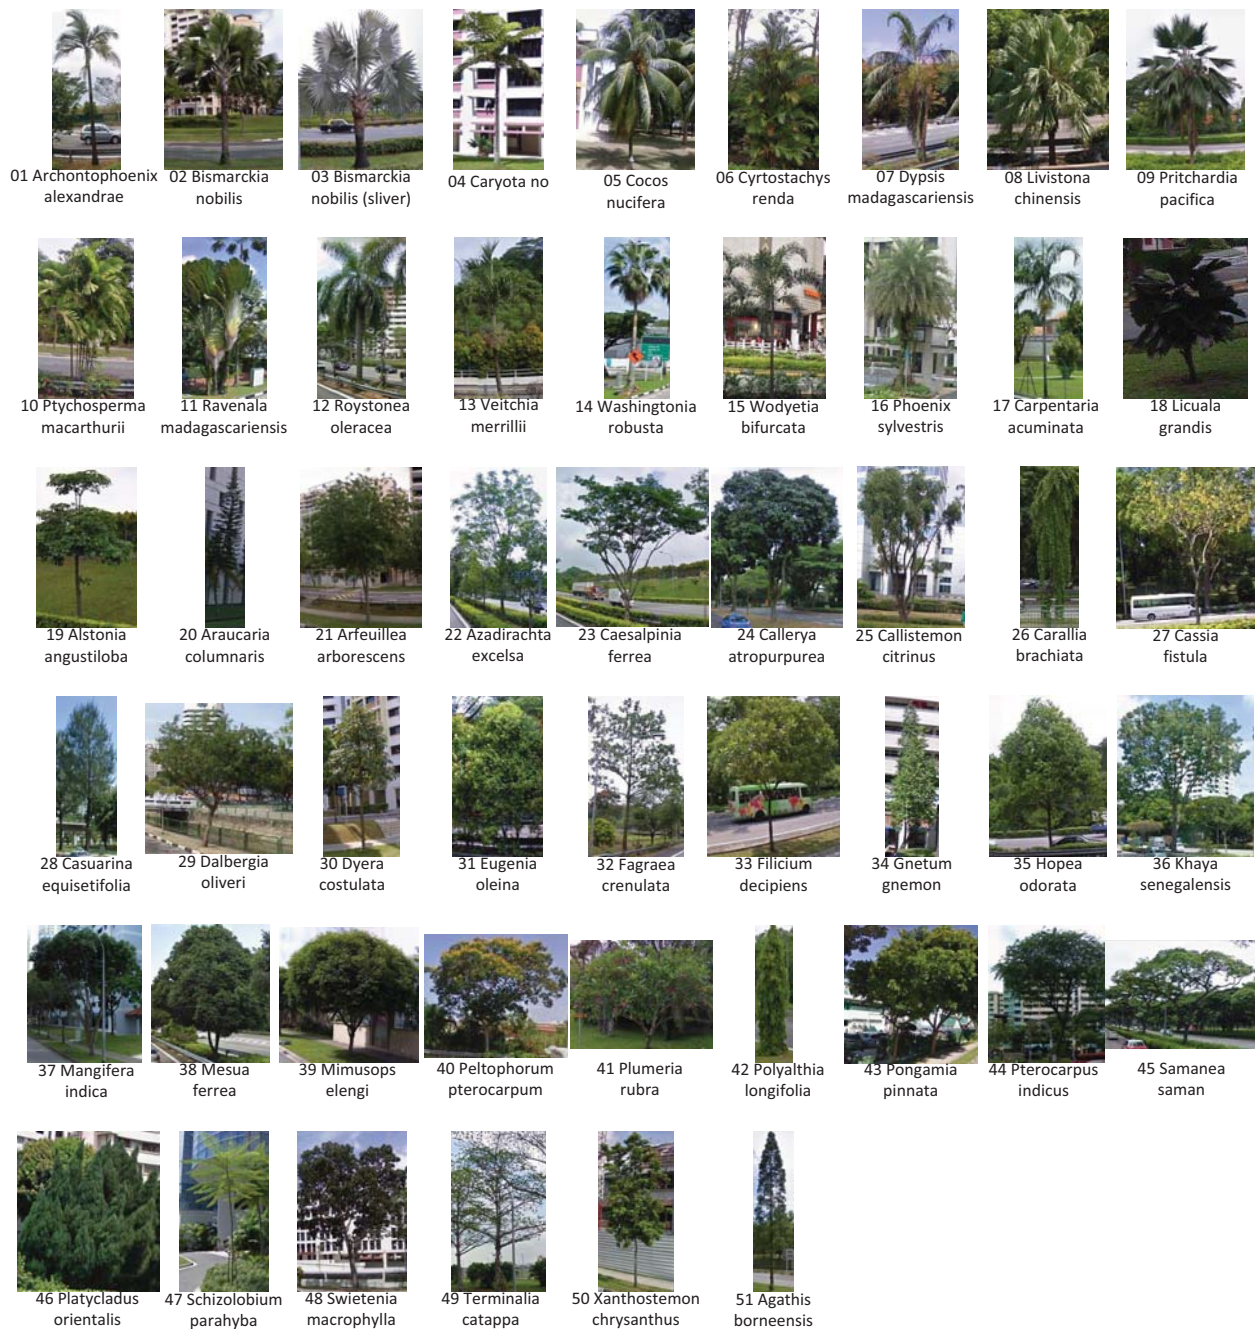 01 Archontophoenix
alexandrae
02 Bismarckia
nobilis
03 Bismarckia
nobilis (sliver)
04 Caryota no
05 Cocos
nucifera
06 Cyrtostachys
renda
07 Dypsis
madagascariensis
08 Livistona
chinensis
09 Pritchardia
pacifica
10 Ptychosperma
macarthurii
11 Ravenala
madagascariensis
12 Roystonea
oleracea
13 Veitchia
merrillii
14 Washingtonia
robusta
15 Wodyetia
bifurcata
16 Phoenix
sylvestris
17 Carpentaria
acuminata
18 Licuala
grandis
19 Alstonia
angustiloba
20 Araucaria
columnaris
21 Arfeuillea
arborescens
22 Azadirachta
excelsa
23 Caesalpinia
ferrea
24 Callerya
atropurpurea
25 Callistemon
citrinus
26 Carallia
brachiata
27 Cassia
fistula
28 Casuarina
equisetifolia
29 Dalbergia
oliveri
30 Dyera
costulata
31 Eugenia
oleina
32 Fagraea
crenulata
33 Filicium
decipiens
34 Gnetum
gnemon
35 Hopea
odorata
36 Khaya
senegalensis
37 Mangifera
indica
38 Mesua
ferrea
39 Mimusops
elengi
40 Peltophorum
pterocarpum
41 Plumeria
rubra
42 Polyalthia
longifolia
43 Pongamia
pinnata
44 Pterocarpus
indicus
45 Samanea
saman
46 Platycladus
orientalis
47 Schizolobium
parahyba
48 Swietenia
macrophylla
49 Terminalia
catappa
50 Xanthostemon
chrysanthus
51 Agathis
borneensis